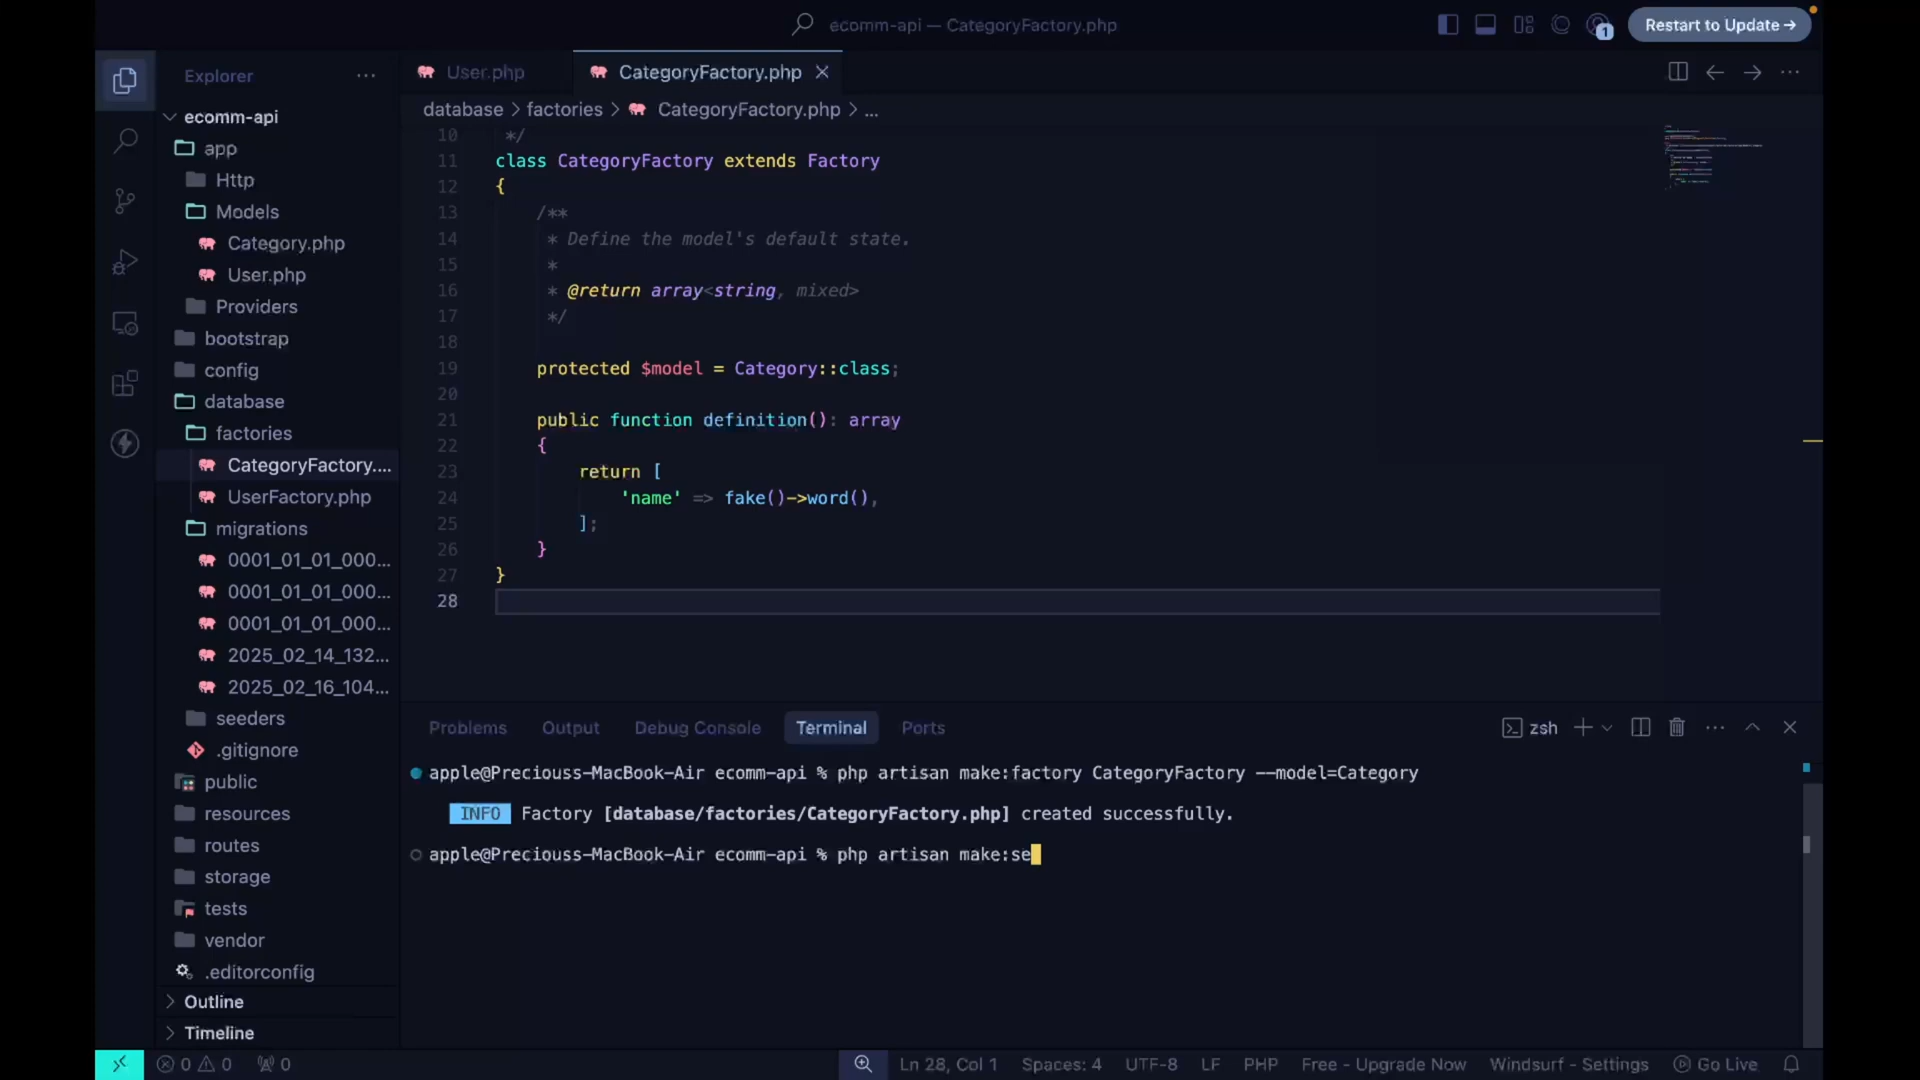 ecomm-api — CategoryFactory.php
1
Restart to Update →
Explorer
User.php
CategoryFactory.php
database > factories > CategoryFactory.php > ...
ecomm-api
app
Http
Models
Category.php
User.php
Providers
bootstrap
config
database
factories
CategoryFactory....
UserFactory.php
migrations
0001_01_01_000...
0001_01_01_000...
0001_01_01_000...
2025_02_14_132...
2025_02_16_104...
seeders
.gitignore
public
resources
routes
storage
tests
vendor
.editorconfig
Outline
Timeline
10 */
11 class CategoryFactory extends Factory
12 {
13 /**
14 * Define the model's default state.
15 *
16 * @return array<string, mixed>
17 */
18
19 protected $model = Category::class;
20
21 public function definition(): array
22 {
23 return [
24 'name' => fake()->word(),
25 ];
26 }
27 }
28
Problems Output Debug Console Terminal Ports
zsh
apple@Preciouss-MacBook-Air ecomm-api % php artisan make:factory CategoryFactory --model=Category
INFO Factory [database/factories/CategoryFactory.php] created successfully.
apple@Preciouss-MacBook-Air ecomm-api % php artisan make:se
0 0 0
Ln 28, Col 1 Spaces: 4 UTF-8 LF PHP Free - Upgrade Now Windsurf - Settings Go Live